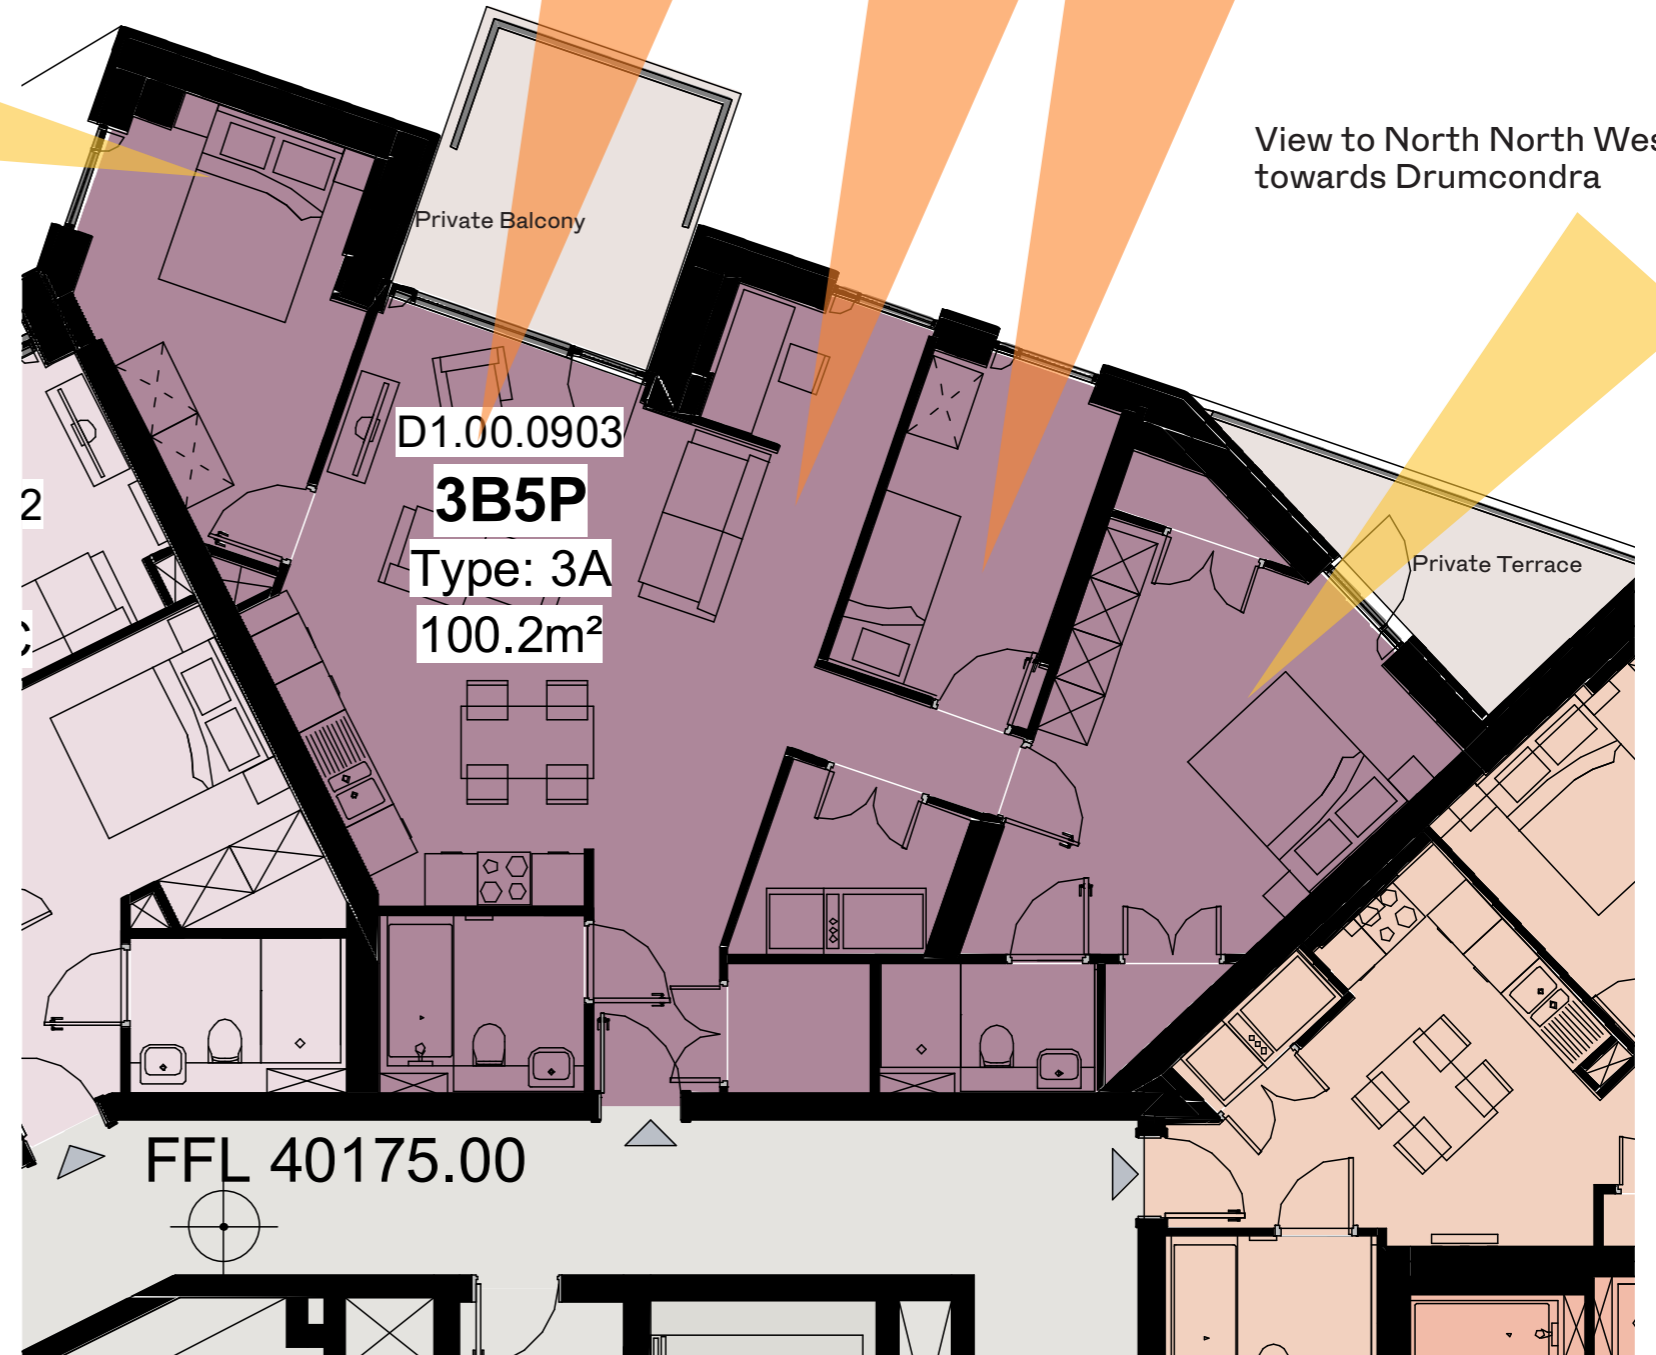 View to North North Wes
towards Drumcondra
Private Balcony
D1.00.0903
3B5P
Type: 3A
100.2m²
2
Private Terrace
FFL 40175.00